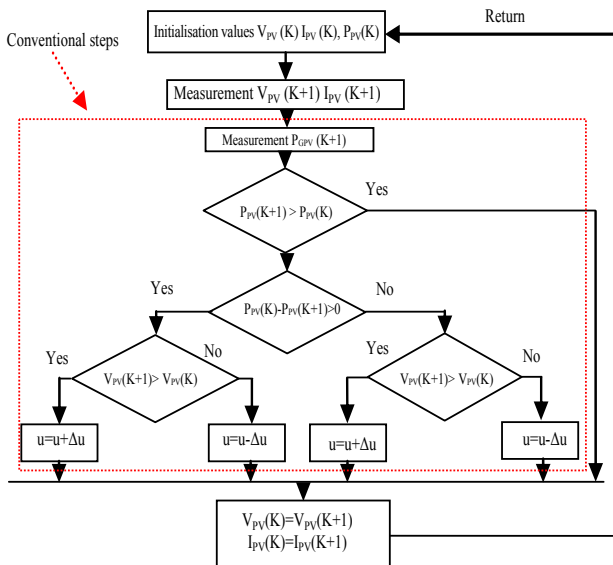 Return
Initialisation values V_PV (K) I_PV (K), P_PV(K)
Conventional steps
Measurement V_PV (K+1) I_PV (K+1)
Measurement P_GPV (K+1)
Yes
P_PV(K+1) > P_PV(K)
Yes
No
P_PV(K)-P_PV(K+1)>0
Yes
No
Yes
No
V_PV(K+1)> V_PV(K)
V_PV(K+1)> V_PV(K)
u=u+Δu
u=u-Δu
u=u+Δu
u=u-Δu
V_PV(K)=V_PV(K+1)
I_PV(K)=I_PV(K+1)